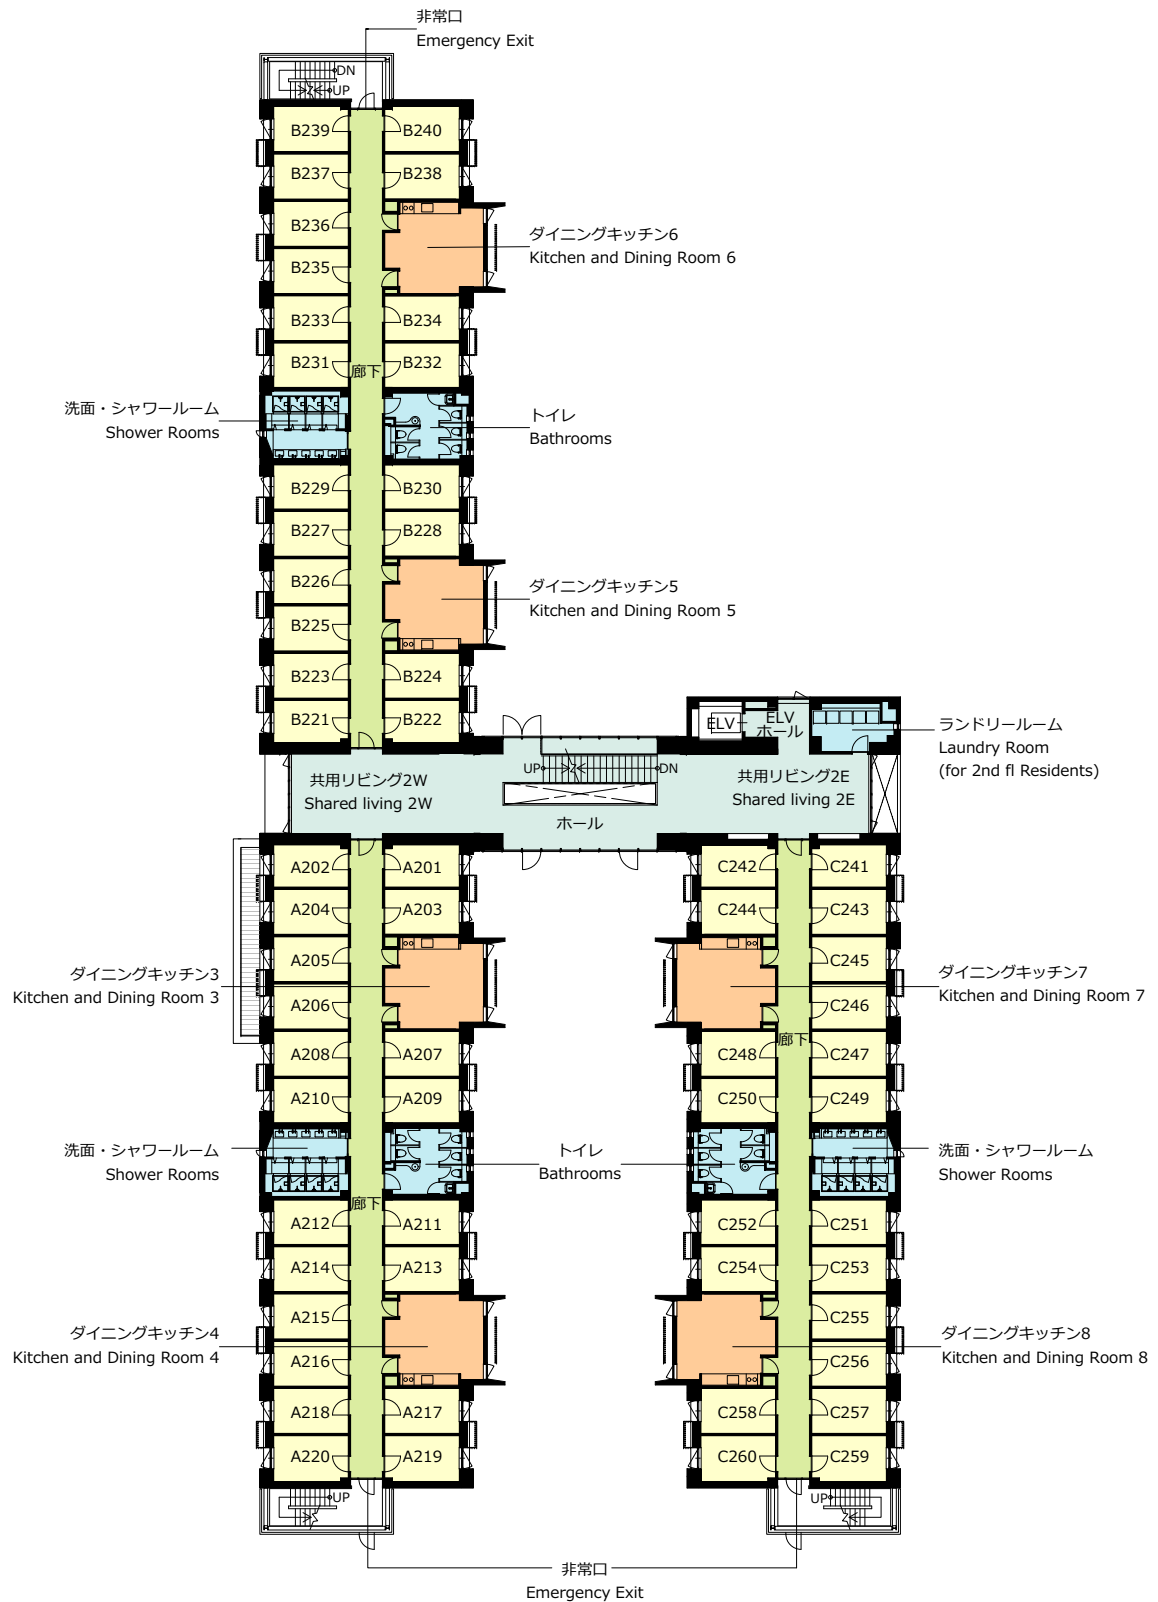 非常口
Emergency Exit
DN
UP
B239
B240
B237
B238
B236
ダイニングキッチン6
Kitchen and Dining Room 6
B235
B233
B234
B231
B232
廊下
洗面・シャワールーム
Shower Rooms
トイレ
Bathrooms
B229
B230
B227
B228
B226
ダイニングキッチン5
Kitchen and Dining Room 5
B225
B223
B224
B221
B222
ELV
ELV
ホール
ランドリールーム
Laundry Room
(for 2nd fl Residents)
共用リビング2W
Shared living 2W
UP
DN
共用リビング2E
Shared living 2E
ホール
A202
A201
C242
C241
A204
A203
C244
C243
A205
C245
ダイニングキッチン3
Kitchen and Dining Room 3
ダイニングキッチン7
Kitchen and Dining Room 7
A206
C246
廊下
A208
A207
C248
C247
A210
A209
C250
C249
洗面・シャワールーム
Shower Rooms
トイレ
Bathrooms
洗面・シャワールーム
Shower Rooms
廊下
A212
A211
C252
C251
A214
A213
C254
C253
A215
C255
ダイニングキッチン4
Kitchen and Dining Room 4
ダイニングキッチン8
Kitchen and Dining Room 8
A216
C256
A218
A217
C258
C257
A220
A219
C260
C259
UP
UP
非常口
Emergency Exit